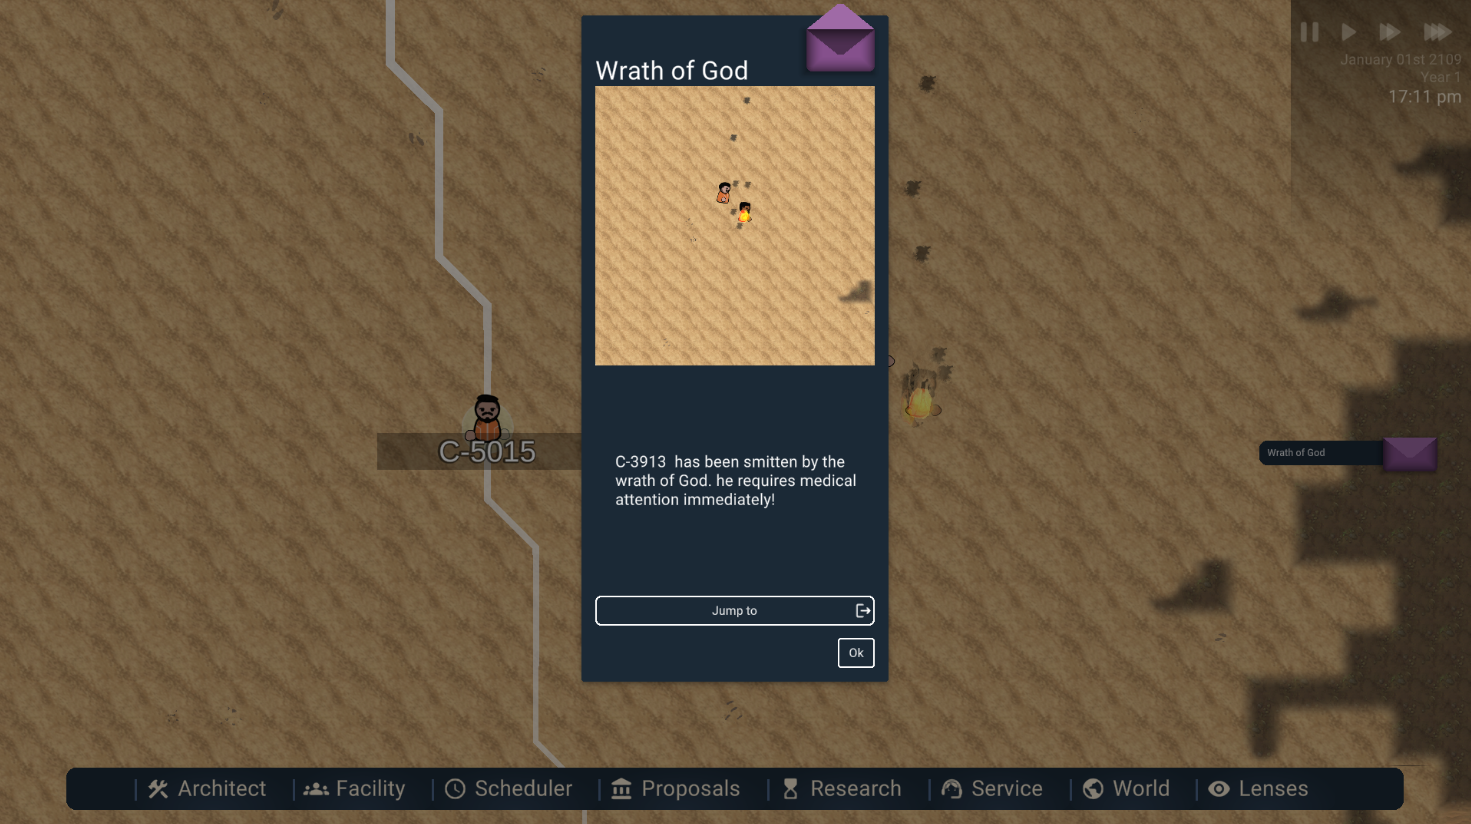 Wrath of God
January 01st 2109
Year 1
17:11 pm
C-5015
C-3913  has been smitten by the
wrath of God. he requires medical
attention immediately!
Wrath of God
Jump to
Ok
Architect
Facility
Scheduler
Proposals
Research
Service
World
Lenses